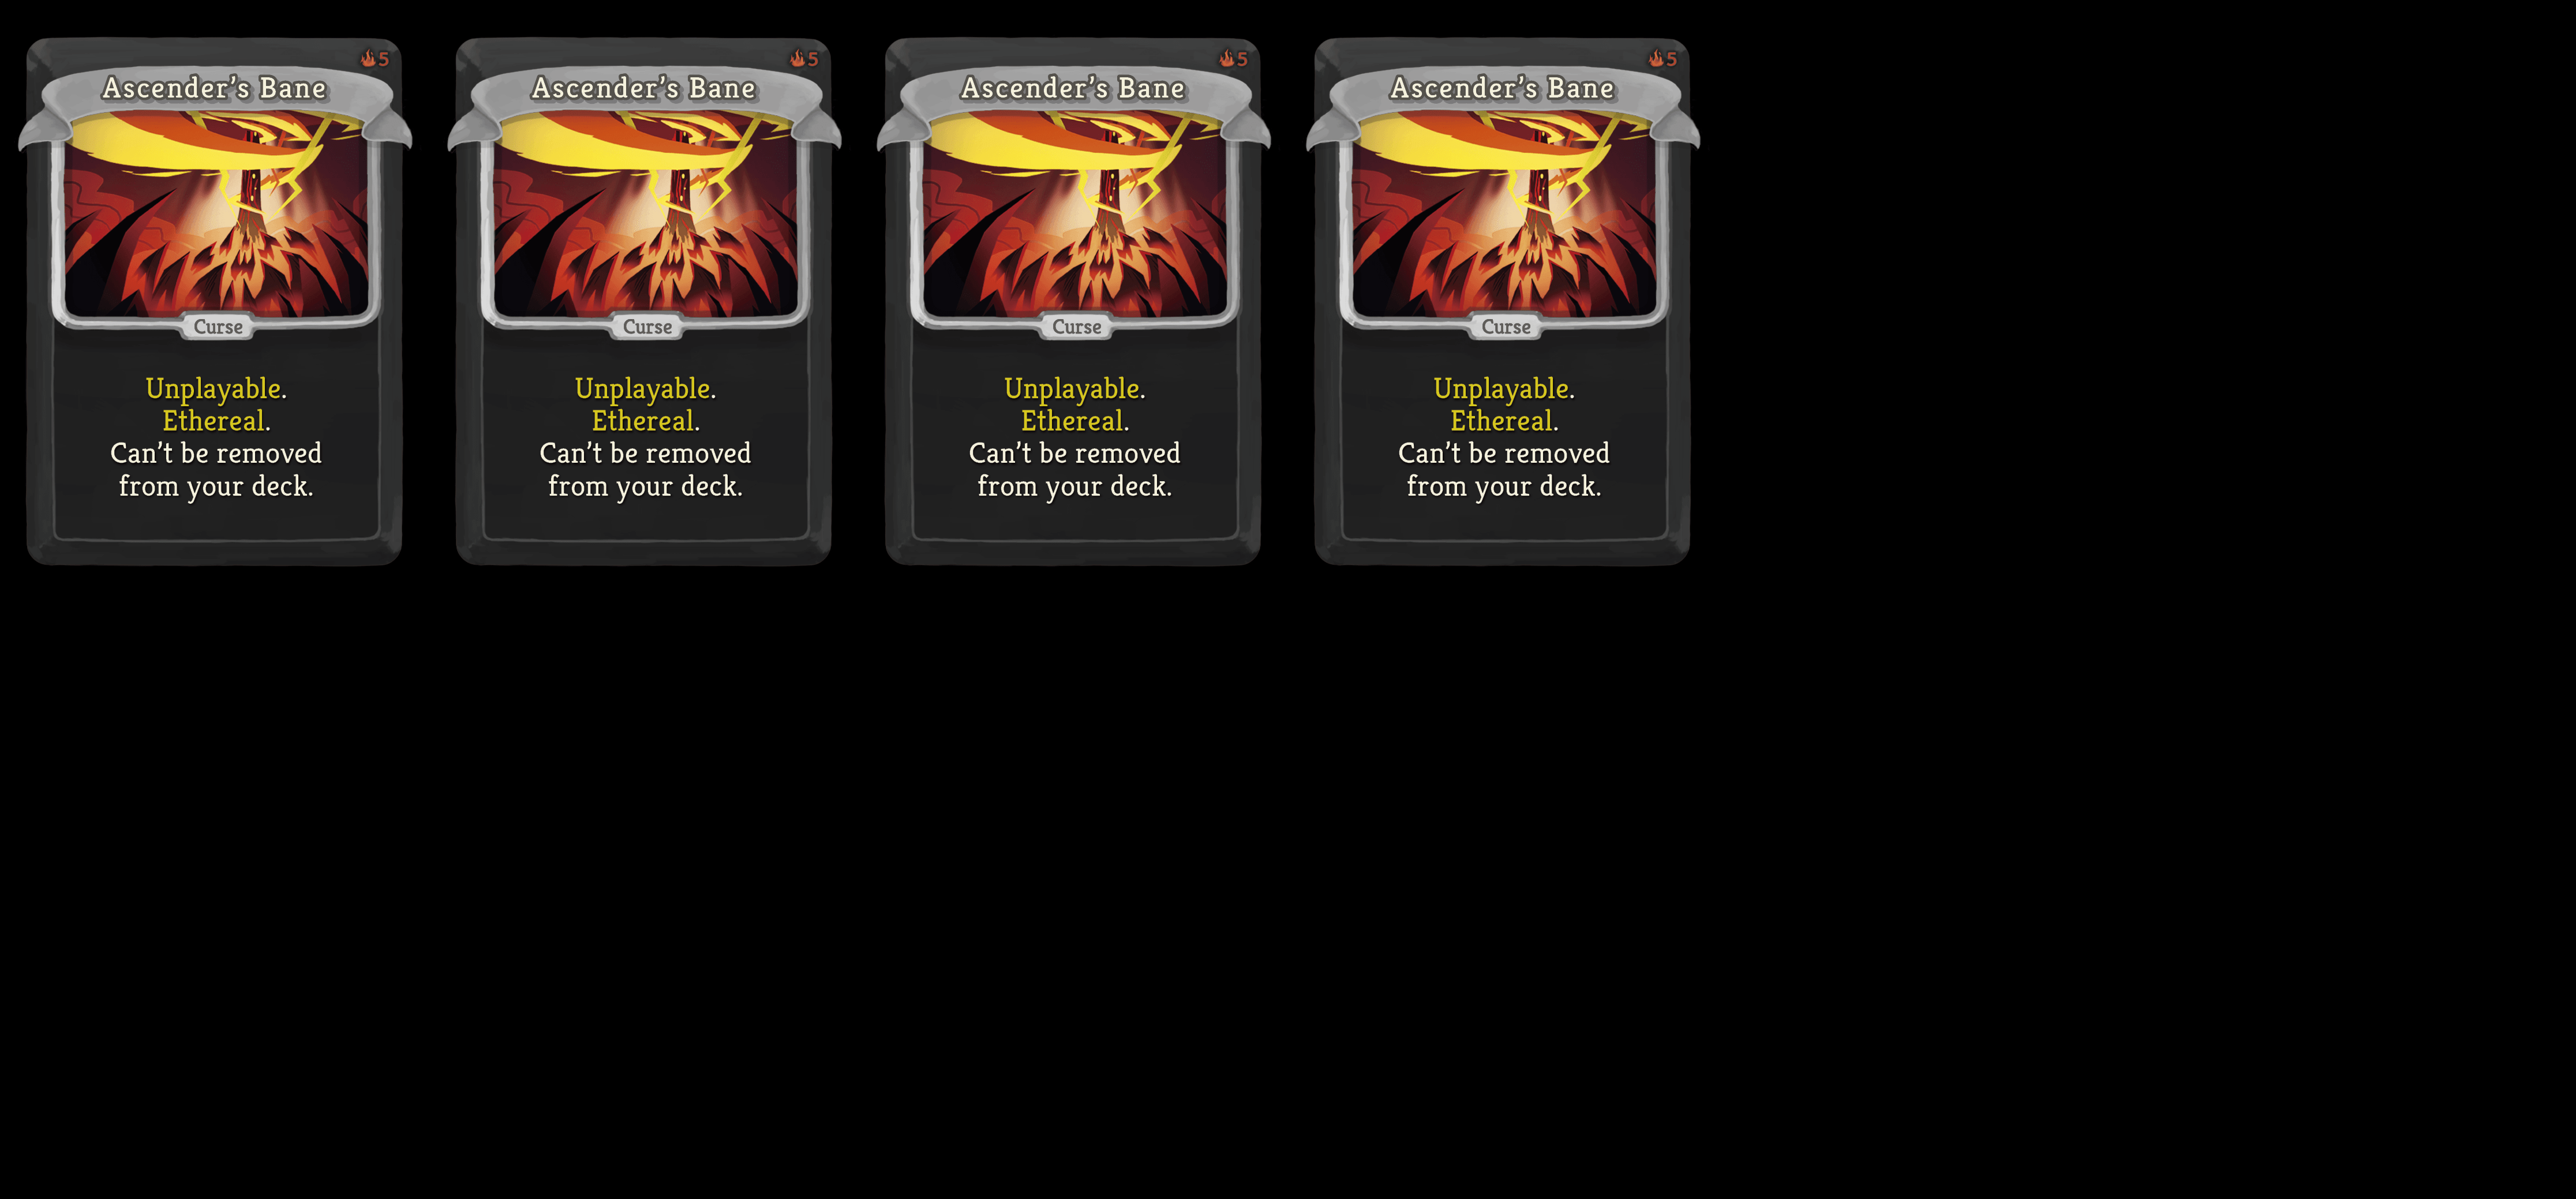 5
Ascender's Bane
Curse
Unplayable.
Ethereal.
Can't be removed
from your deck.
5
Ascender's Bane
Curse
Unplayable.
Ethereal.
Can't be removed
from your deck.
5
Ascender's Bane
Curse
Unplayable.
Ethereal.
Can't be removed
from your deck.
5
Ascender's Bane
Curse
Unplayable.
Ethereal.
Can't be removed
from your deck.